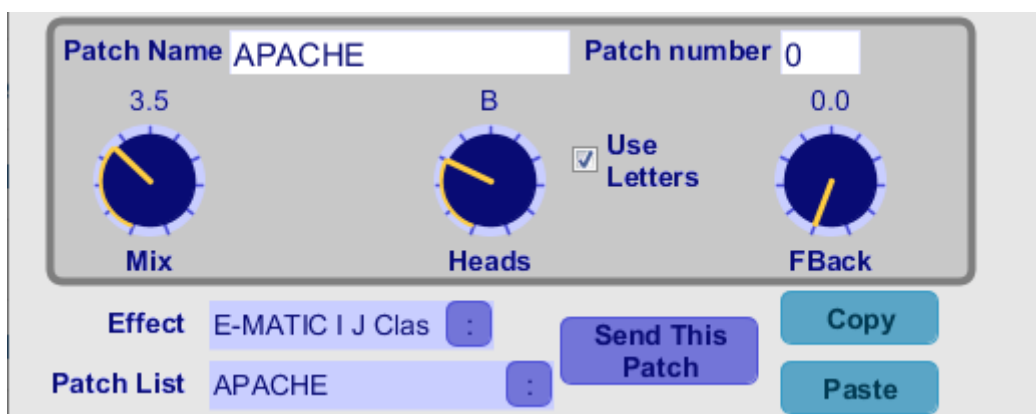 Patch Name APACHE Patch number 0
3.5 B 0.0
Use
Letters
Mix Heads FBack
Effect E-MATIC I J Clas : Copy
Send This
Patch
Patch List APACHE : Paste